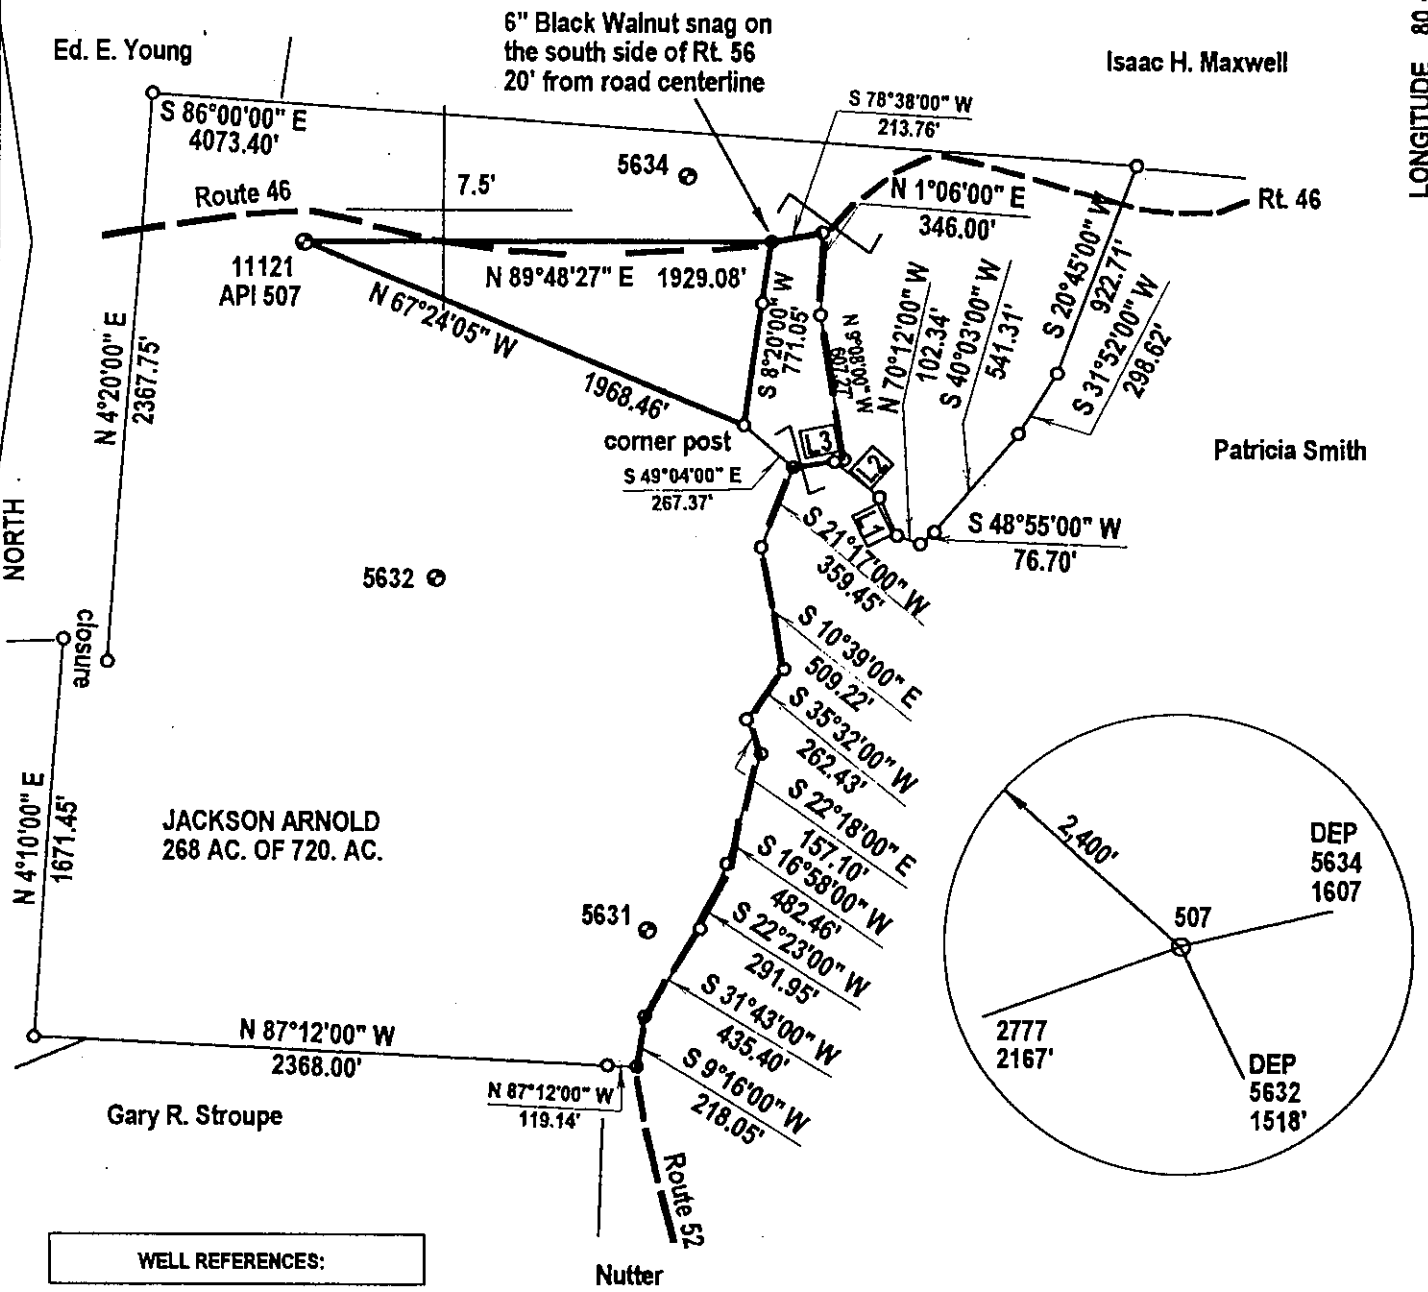 6" Black Walnut snag on
the south side of Rt. 56
20' from road centerline
Ed. E. Young
Isaac H. Maxwell
LONGITUDE 80
S 86°00'00" E
4073.40'
S 78°38'00" W
213.76'
5634
7.5'
Route 46
N 1°06'00" E
346.00'
Rt. 46
11121
API 507
N 89°48'27" E 1929.08'
N 67°24'05" W
1968.46'
S 8°20'00" W
771.05'
N 9°08'00" W
607.27'
N 70°12'00" W
102.34'
S 40°03'00" W
541.31'
S 20°45'00" W
922.71'
S 31°52'00" W
298.62'
N 4°20'00" E
2367.75'
corner post
S 49°04'00" E
267.37'
L3
L2
L1
Patricia Smith
S 48°55'00" W
76.70'
NORTH
5632
closure
S 21°17'00" W
359.45'
S 10°39'00" E
509.22'
S 35°32'00" W
262.43'
S 22°18'00" E
157.10'
S 16°58'00" W
482.46'
S 22°23'00" W
291.95'
S 31°43'00" W
435.40'
S 9°16'00" W
218.05'
N 4°10'00" E
1671.45'
JACKSON ARNOLD
268 AC. OF 720. AC.
5631
2,400'
DEP
5634
1607
507
2777
2167'
DEP
5632
1518'
N 87°12'00" W
2368.00'
N 87°12'00" W
119.14'
Gary R. Stroupe
Route 52
WELL REFERENCES:
Nutter